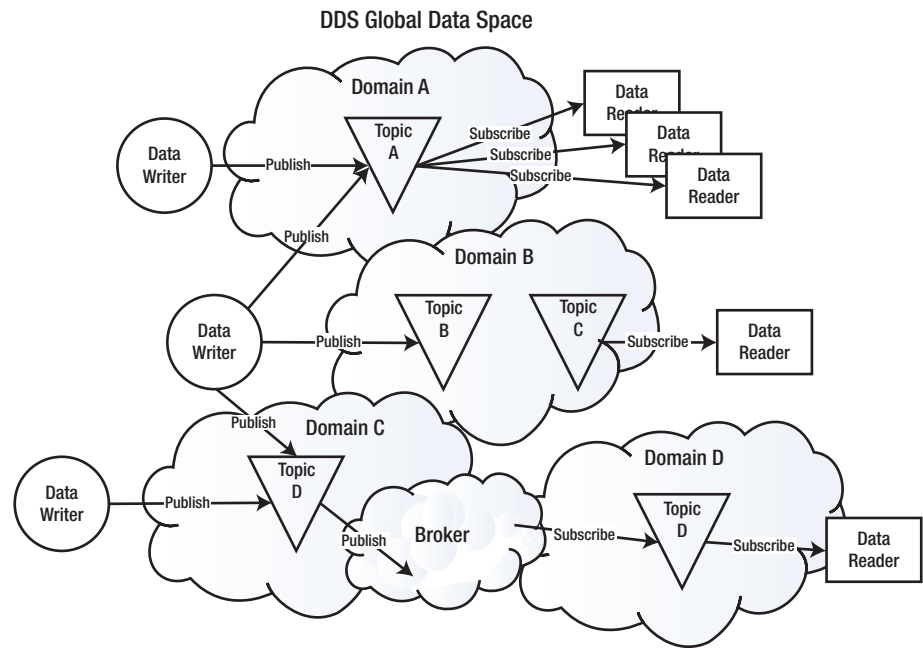 DDS Global Data Space
Domain A
Data
Reader
Topic
A
Subscribe
Data
Reader
Data
Writer
Publish
Subscribe
Subscribe
Data
Reader
Publish
Domain B
Topic
B
Topic
C
Data
Writer
Publish
Subscribe
Data
Reader
Publish
Domain C
Topic
D
Domain D
Data
Writer
Publish
Topic
D
Publish
Broker
Subscribe
Subscribe
Data
Reader